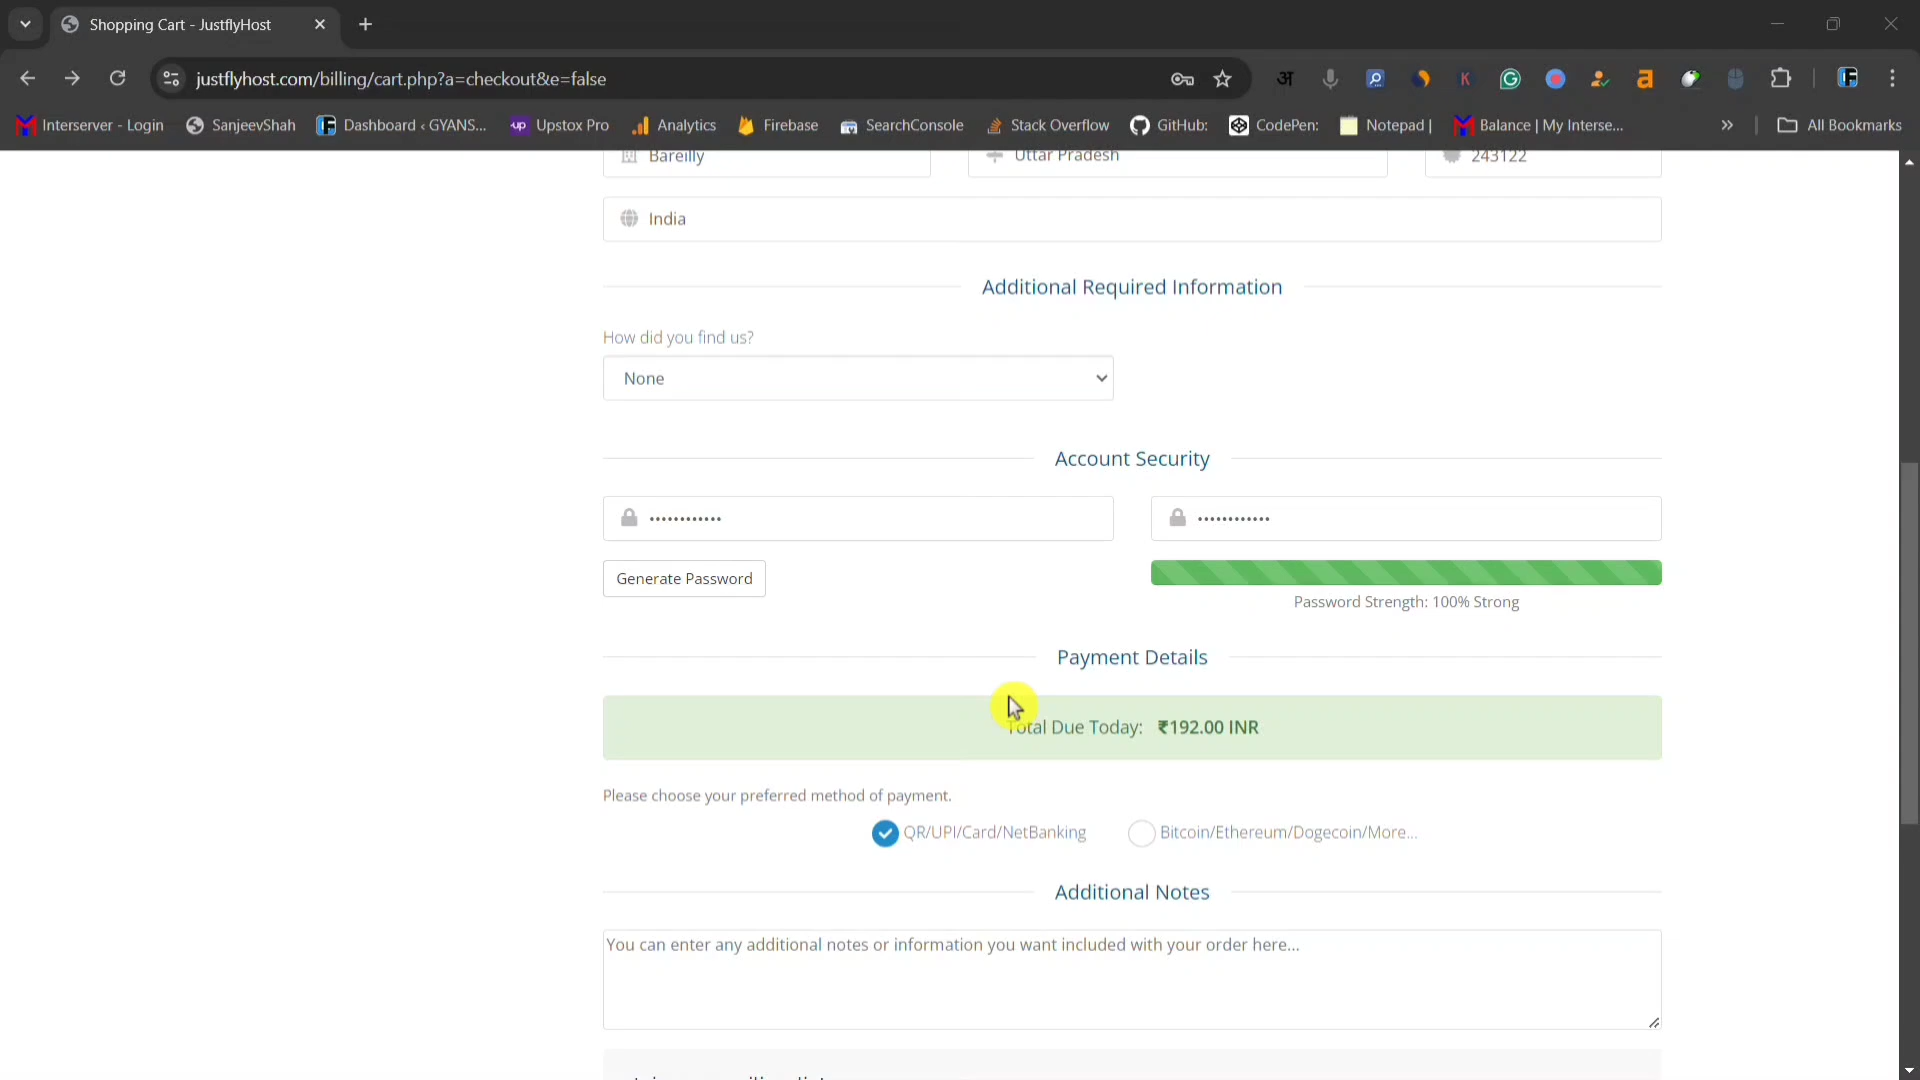 Shopping Cart - JustflyHost
justflyhost.com/billing/cart.php?a=checkout&e=false
Interserver - Login SanjeevShah Dashboard ‹ GYANS... Upstox Pro Analytics Firebase SearchConsole Stack Overflow GitHub: CodePen: Notepad | Balance | My Interse... All Bookmarks
Bareilly Uttar Pradesh 243122
India
Additional Required Information
How did you find us?
None
Account Security
Generate Password
Password Strength: 100% Strong
Payment Details
Total Due Today: ₹192.00 INR
Please choose your preferred method of payment.
QR/UPI/Card/NetBanking Bitcoin/Ethereum/Dogecoin/More...
Additional Notes
You can enter any additional notes or information you want included with your order here...